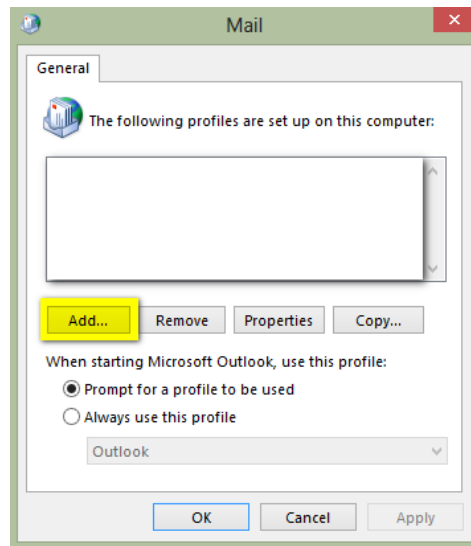 Mail
General
The following profiles are set up on this computer:
Add... Remove Properties Copy...
When starting Microsoft Outlook, use this profile:
Prompt for a profile to be used
Always use this profile
Outlook
OK Cancel Apply